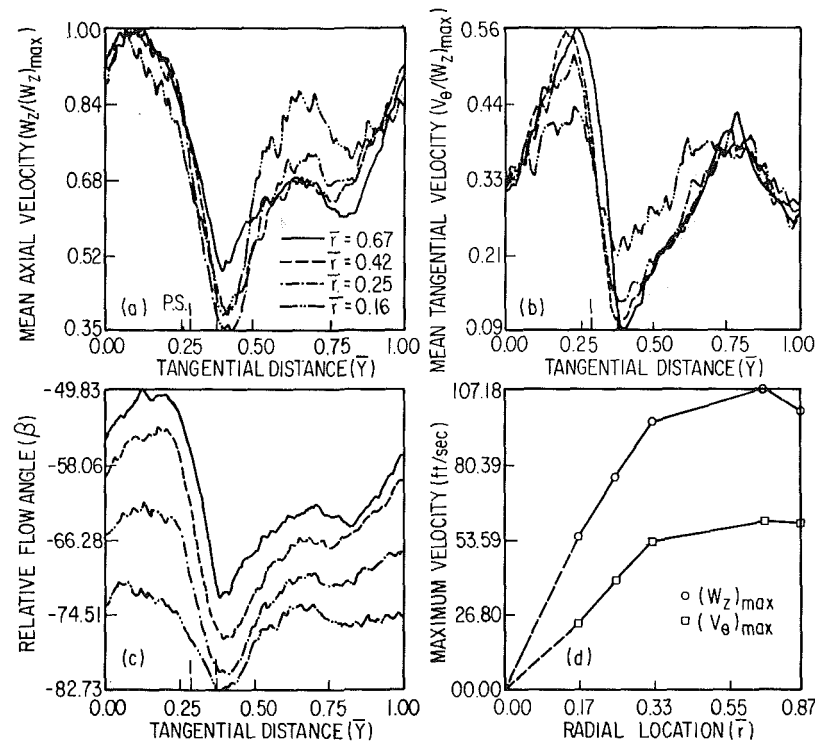 MEAN AXIAL VELOCITY (W_Z/(W_Z)_max)
1.00
0.84
0.68
0.52
0.35
0.00
0.25
0.50
0.75
1.00
(a)
P.S.
r̄ = 0.67
r̄ = 0.42
r̄ = 0.25
r̄ = 0.16
TANGENTIAL DISTANCE (Ȳ)
MEAN TANGENTIAL VELOCITY (V_θ/(W_Z)_max)
0.56
0.44
0.33
0.21
0.09
0.00
0.25
0.50
0.75
1.00
(b)
TANGENTIAL DISTANCE (Ȳ)
RELATIVE FLOW ANGLE (β)
-49.83
-58.06
-66.28
-74.51
-82.73
0.00
0.25
0.50
0.75
1.00
(c)
TANGENTIAL DISTANCE (Ȳ)
MAXIMUM VELOCITY (ft/sec)
107.18
80.39
53.59
26.80
00.00
0.00
0.17
0.33
0.55
0.87
(W_Z)_max
(V_θ)_max
(d)
RADIAL LOCATION (r̄)